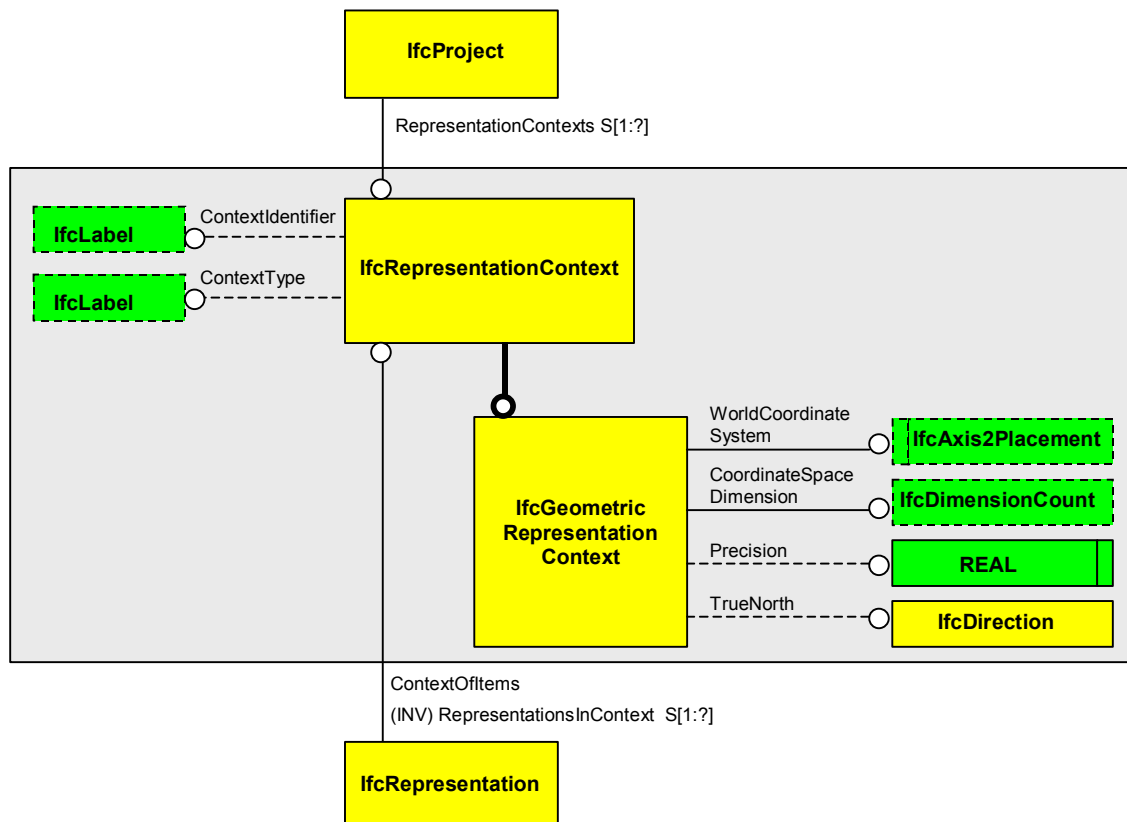 IfcProject
RepresentationContexts S[1:?]
ContextIdentifier
IfcLabel
IfcRepresentationContext
ContextType
IfcLabel
WorldCoordinate
System
IfcAxis2Placement
CoordinateSpace
Dimension
IfcDimensionCount
IfcGeometric
Representation
Context
Precision
REAL
TrueNorth
IfcDirection
ContextOfItems
(INV) RepresentationsInContext S[1:?]
IfcRepresentation